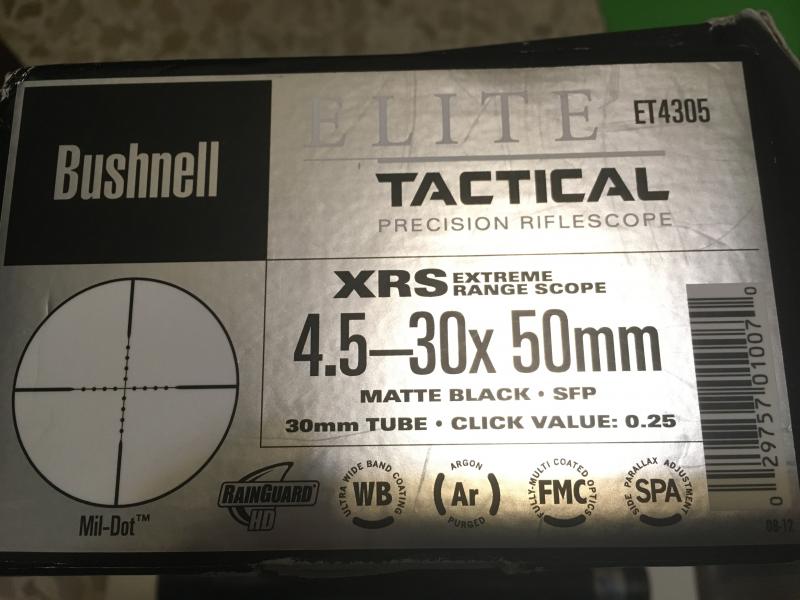 Bushnell
ELITE
ET4305
TACTICAL
PRECISION RIFLESCOPE
XRS EXTREME RANGE SCOPE
4.5–30x 50mm
MATTE BLACK • SFP
30mm TUBE • CLICK VALUE: 0.25
Mil-Dot™
RAINGUARD®
HD
ULTRA WIDE BAND COATING
WB
ARGON
(Ar)
PURGED
FULLY-MULTI COATED OPTICS
FMC
SIDE PARALLAX ADJUSTMENT
SPA
0 29757 01007 0
08-12